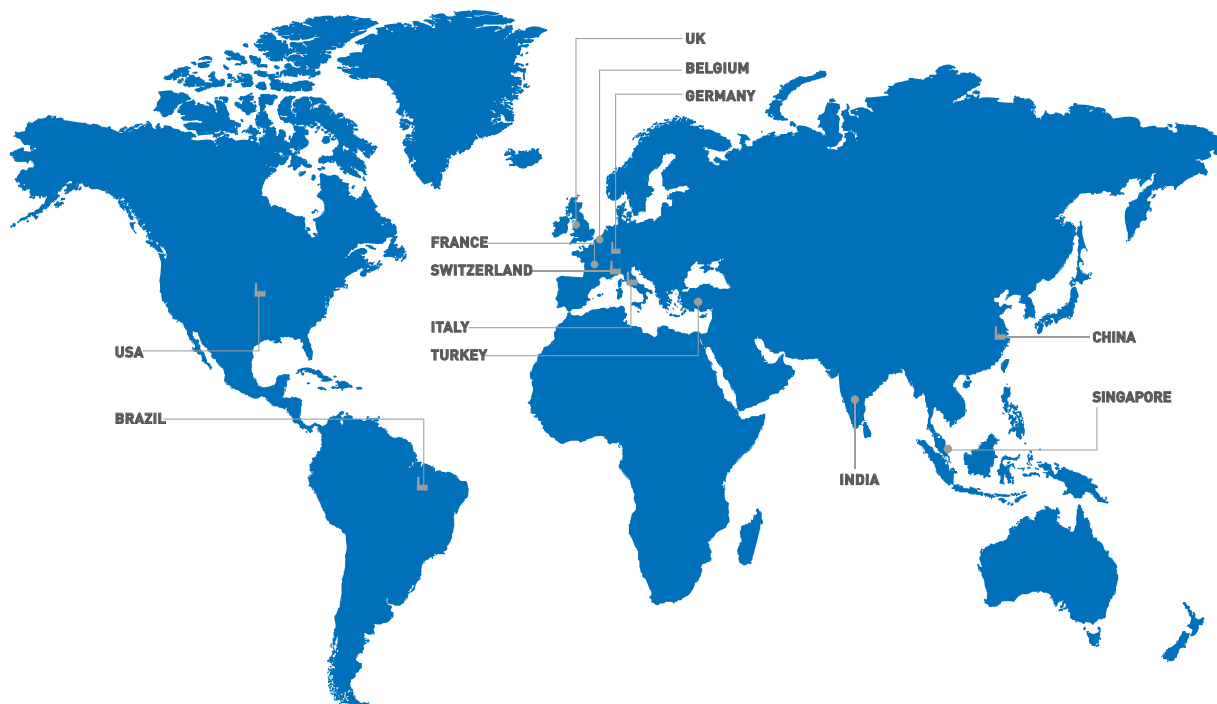 UK
BELGIUM
GERMANY
FRANCE
SWITZERLAND
ITALY
TURKEY
USA
BRAZIL
CHINA
SINGAPORE
INDIA